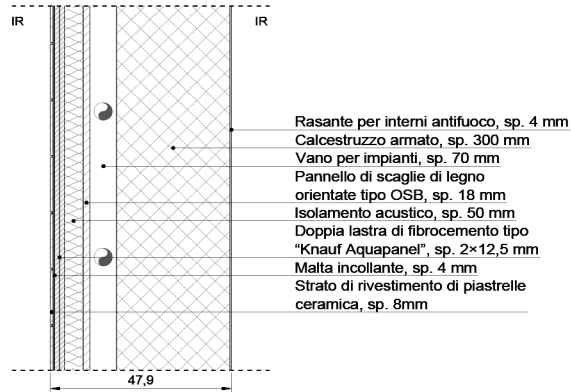 IR
IR
Rasante per interni antifuoco, sp. 4 mm
Calcestruzzo armato, sp. 300 mm
Vano per impianti, sp. 70 mm
Pannello di scaglie di legno
orientate tipo OSB, sp. 18 mm
Isolamento acustico, sp. 50 mm
Doppia lastra di fibrocemento tipo
“Knauf Aquapanel”, sp. 2×12,5 mm
Malta incollante, sp. 4 mm
Strato di rivestimento di piastrelle
ceramica, sp. 8mm
47,9